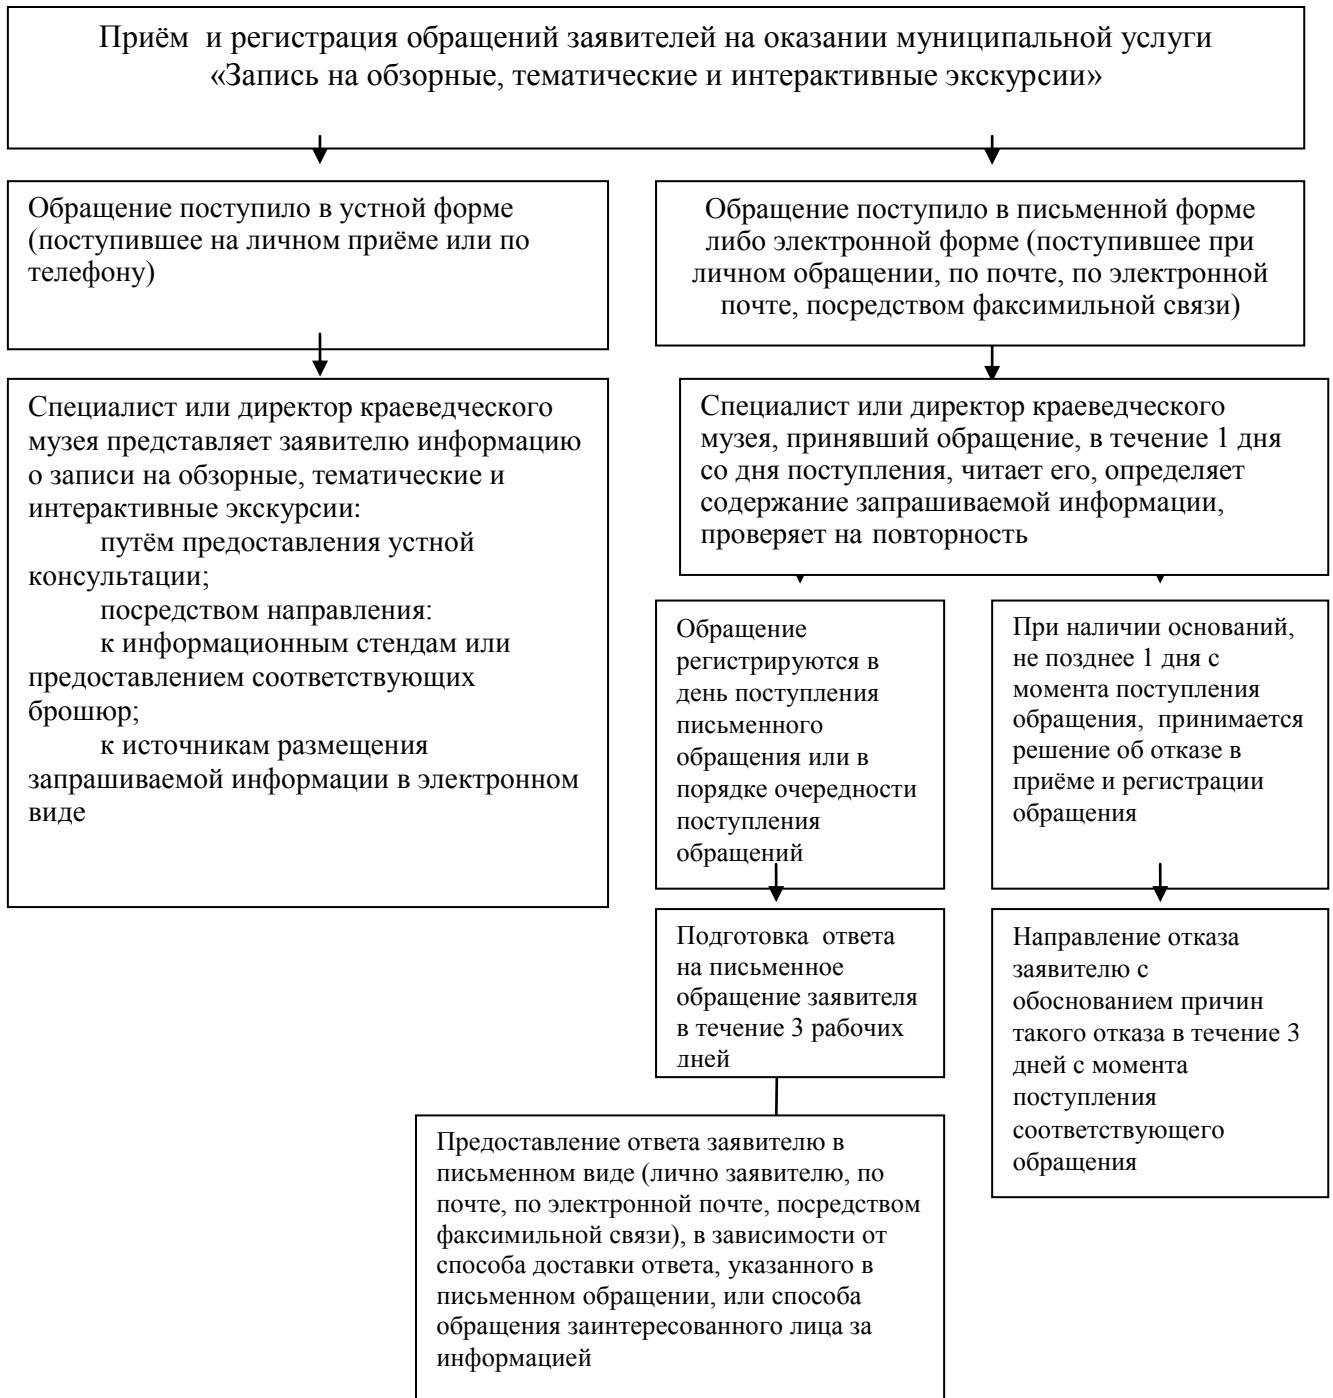 Приём и регистрация обращений заявителей на оказании муниципальной услуги
«Запись на обзорные, тематические и интерактивные экскурсии»
Обращение поступило в устной форме
(поступившее на личном приёме или по
телефону)
Обращение поступило в письменной форме
либо электронной форме (поступившее при
личном обращении, по почте, по электронной
почте, посредством факсимильной связи)
Специалист или директор краеведческого
музея представляет заявителю информацию
о записи на обзорные, тематические и
интерактивные экскурсии:
путём предоставления устной
консультации;
посредством направления:
к информационным стендам или
предоставлением соответствующих
брошюр;
к источникам размещения
запрашиваемой информации в электронном
виде
Специалист или директор краеведческого
музея, принявший обращение, в течение 1 дня
со дня поступления, читает его, определяет
содержание запрашиваемой информации,
проверяет на повторность
Обращение
регистрируются в
день поступления
письменного
обращения или в
порядке очередности
поступления
обращений
При наличии оснований,
не позднее 1 дня с
момента поступления
обращения, принимается
решение об отказе в
приёме и регистрации
обращения
Подготовка ответа
на письменное
обращение заявителя
в течение 3 рабочих
дней
Направление отказа
заявителю с
обоснованием причин
такого отказа в течение 3
дней с момента
поступления
соответствующего
обращения
Предоставление ответа заявителю в
письменном виде (лично заявителю, по
почте, по электронной почте, посредством
факсимильной связи), в зависимости от
способа доставки ответа, указанного в
письменном обращении, или способа
обращения заинтересованного лица за
информацией